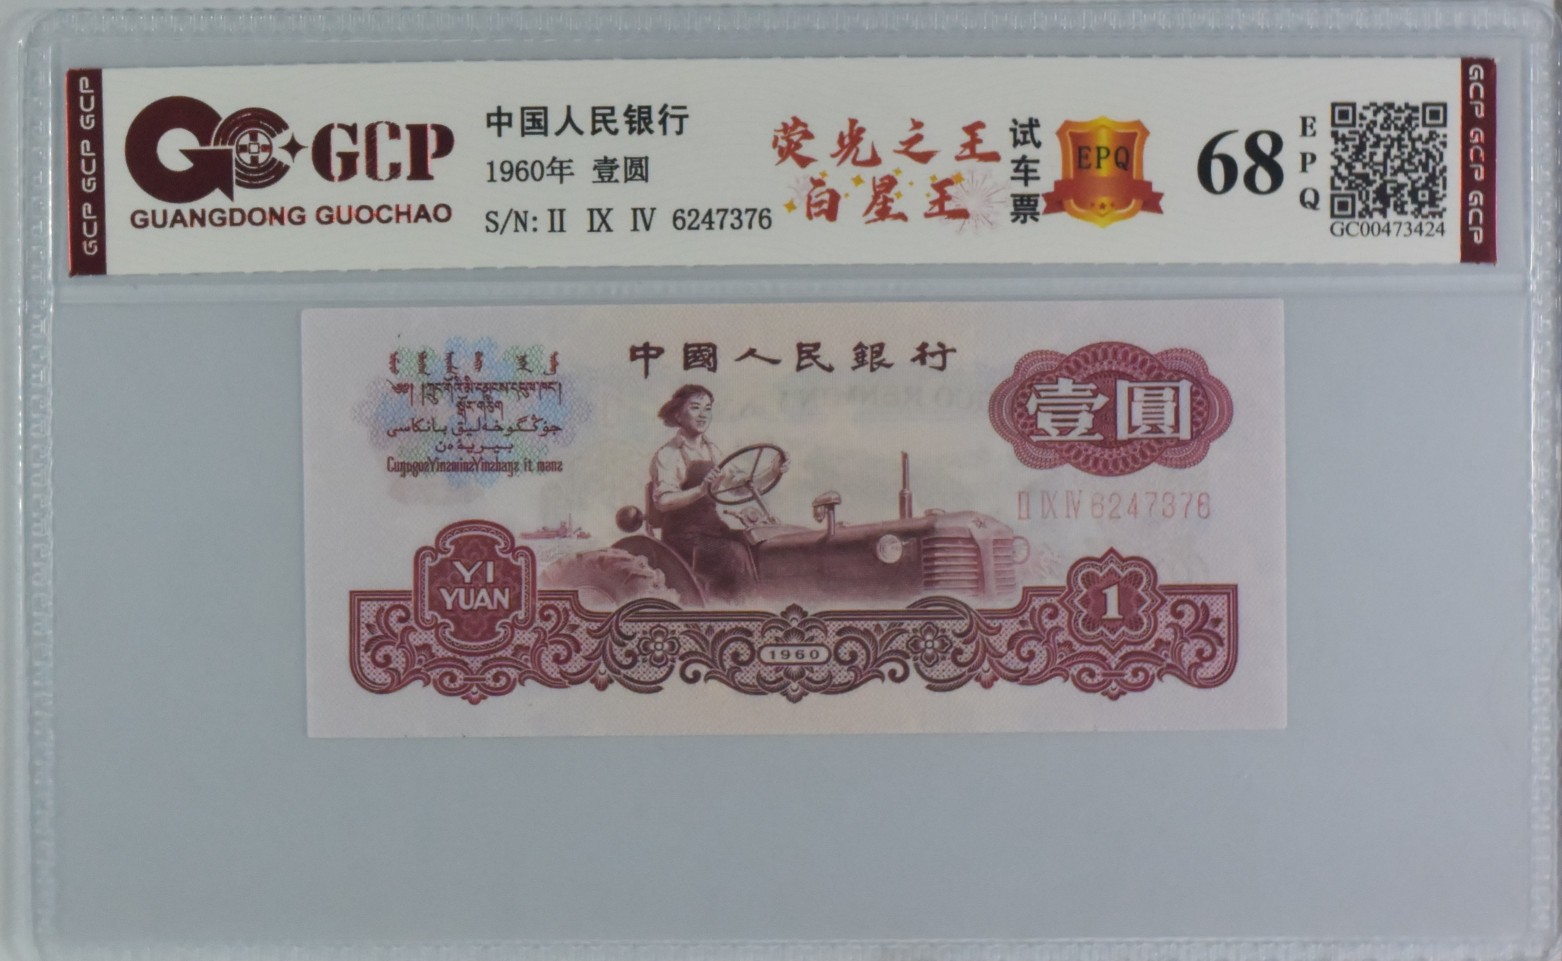 GCP GCP GCP
GCP
GUANGDONG GUOCHAO
中国人民银行
1960年 壹圆
S/N: II IX IV 6247376
荧光之王
白星王
试车票
EPQ
68
EPQ
GC00473424
GCP GCP GCP
中國人民銀行
壹圓
II IX IV 6247376
YI
YUAN
1
1960